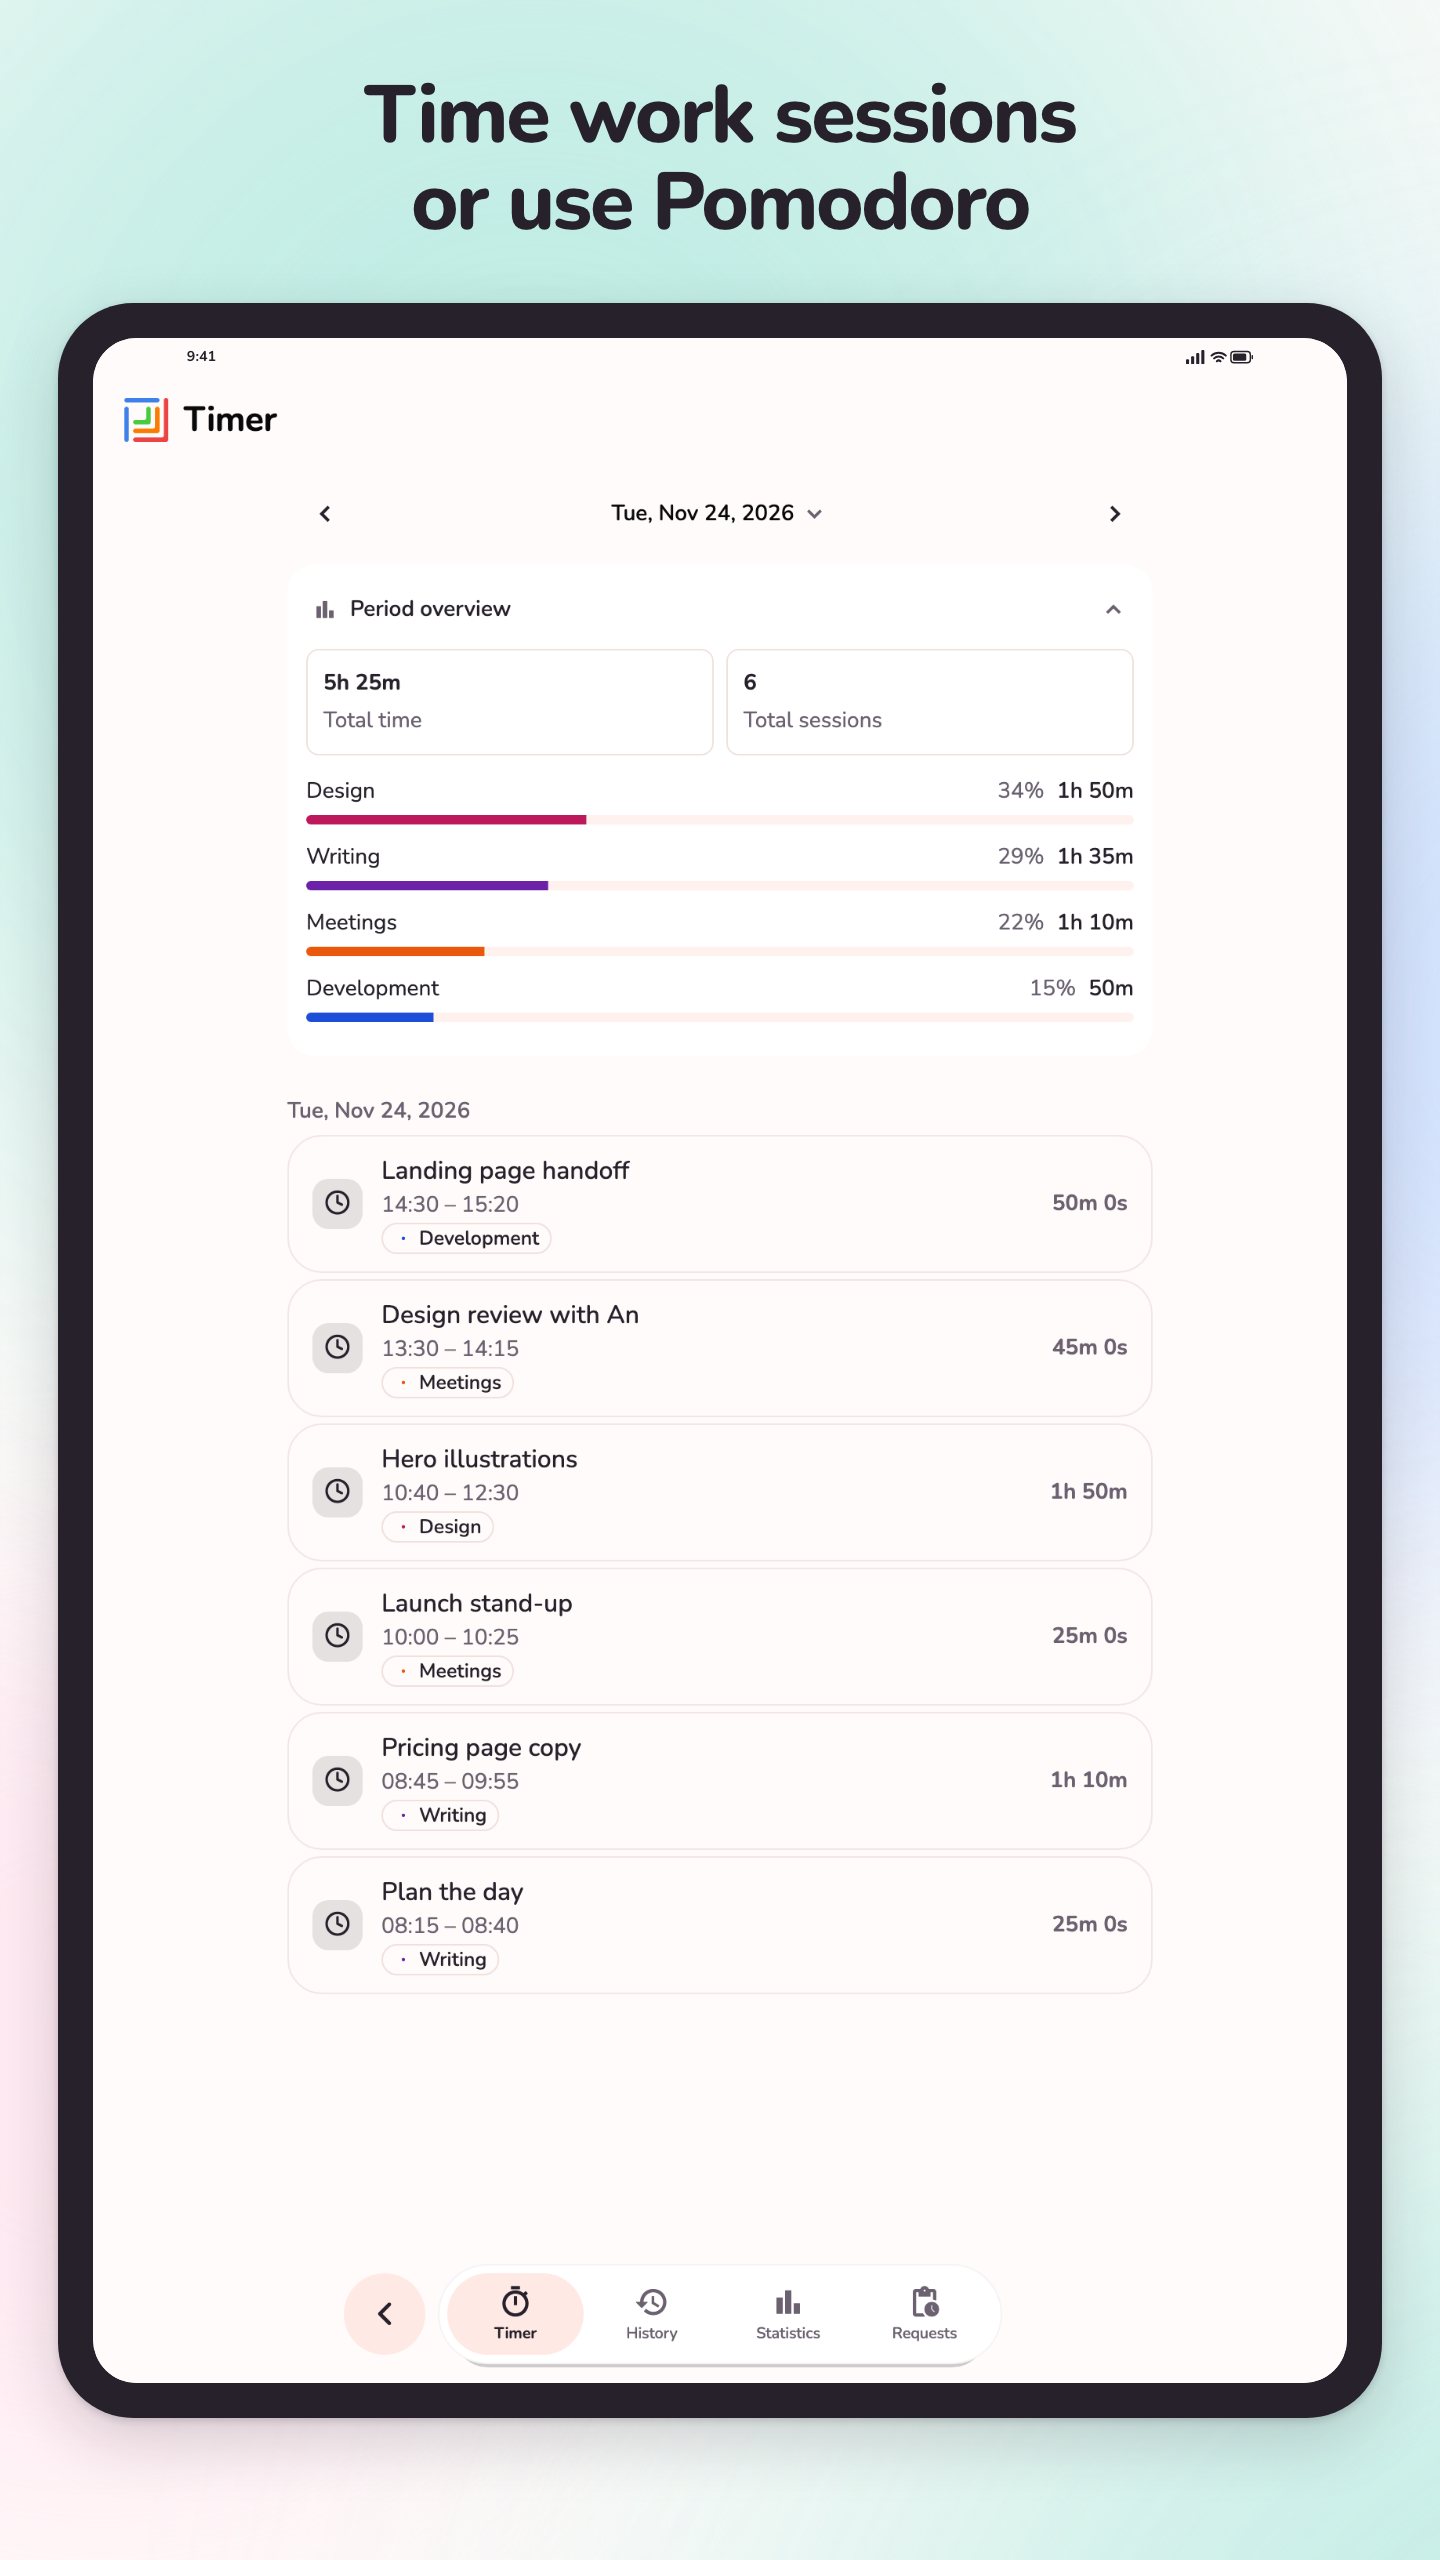 Time work sessions
or use Pomodoro
9:41
Timer
Tue, Nov 24, 2026
Period overview
5h 25m
Total time
6
Total sessions
Design 34% 1h 50m
Writing 29% 1h 35m
Meetings 22% 1h 10m
Development 15% 50m
Tue, Nov 24, 2026
Landing page handoff
14:30 – 15:20
50m 0s
Development
Design review with An
13:30 – 14:15
45m 0s
Meetings
Hero illustrations
10:40 – 12:30
1h 50m
Design
Launch stand-up
10:00 – 10:25
25m 0s
Meetings
Pricing page copy
08:45 – 09:55
1h 10m
Writing
Plan the day
08:15 – 08:40
25m 0s
Writing
Timer History Statistics Requests